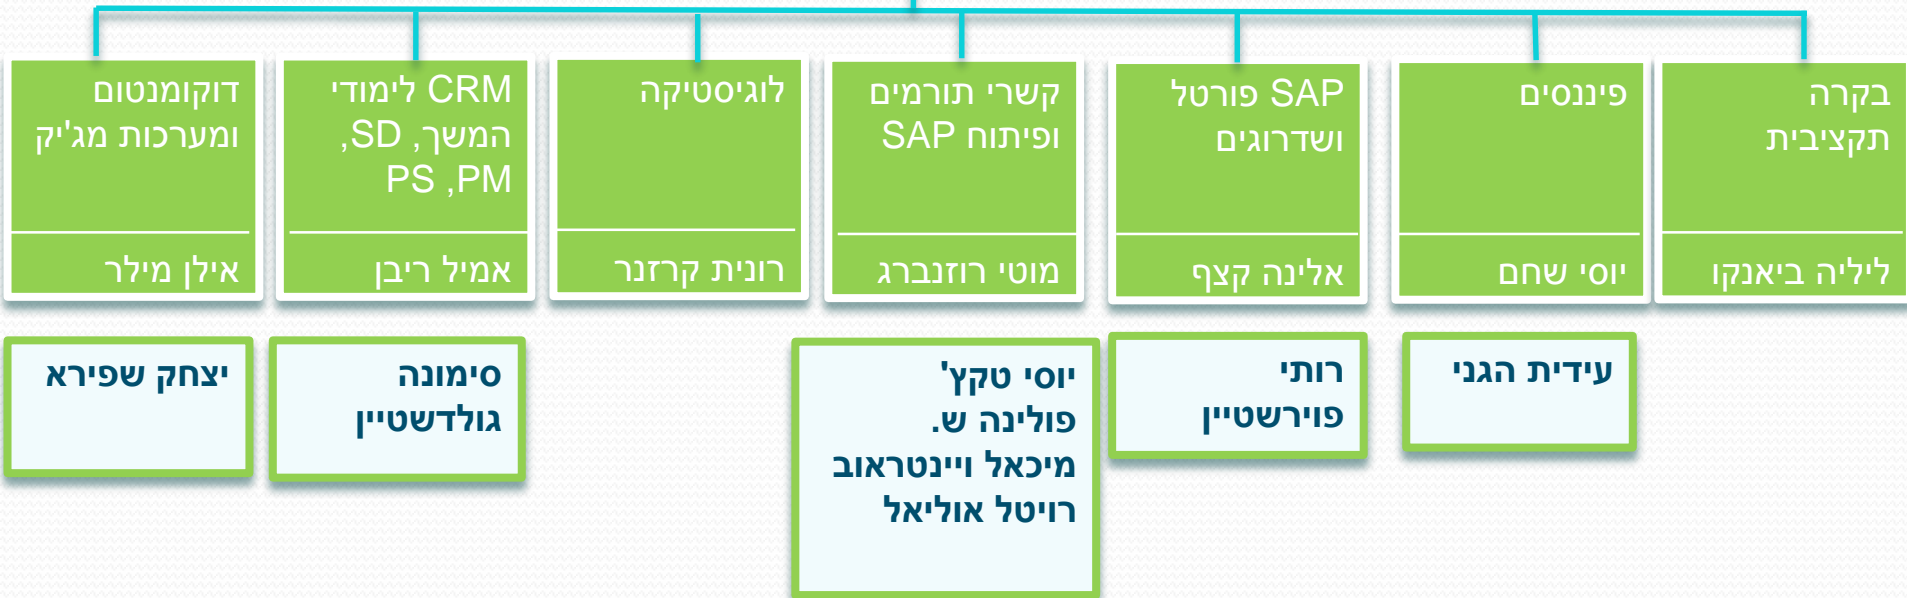 בקרה
תקציבית
ליליה ביאנקו
פיננסים
יוסי שחם
עידית הגני
SAP פורטל
ושדרוגים
אלינה קצף
רותי
פוירשטיין
קשרי תורמים
ופיתוח SAP
מוטי רוזנברג
יוסי טקץ'
פולינה ש.
מיכאל ויינטראוב
רויטל אוליאל
לוגיסטיקה
רונית קרזנר
CRM לימודי
המשך, SD,
PS ,PM
אמיל ריבן
סימונה
גולדשטיין
דוקומנטום
ומערכות מג'יק
אילן מילר
יצחק שפירא